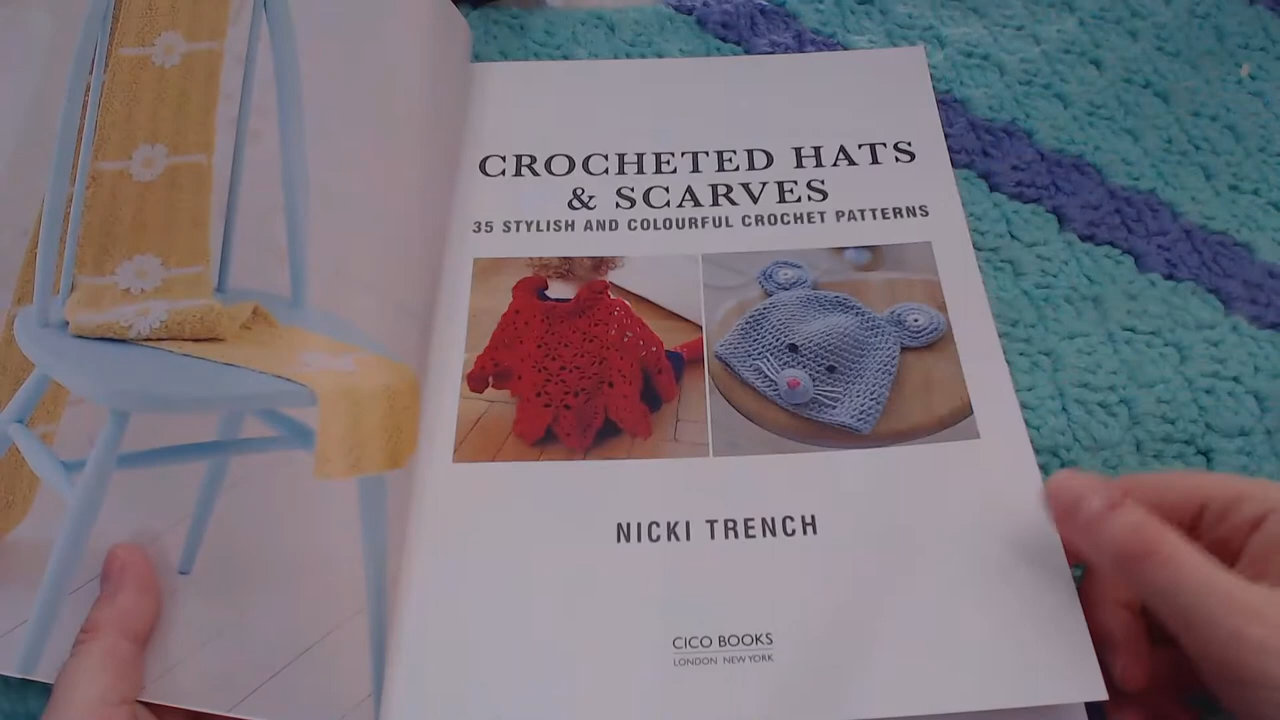 CROCHETED HATS
& SCARVES
35 STYLISH AND COLOURFUL CROCHET PATTERNS
NICKI TRENCH
CICO BOOKS
LONDON NEW YORK